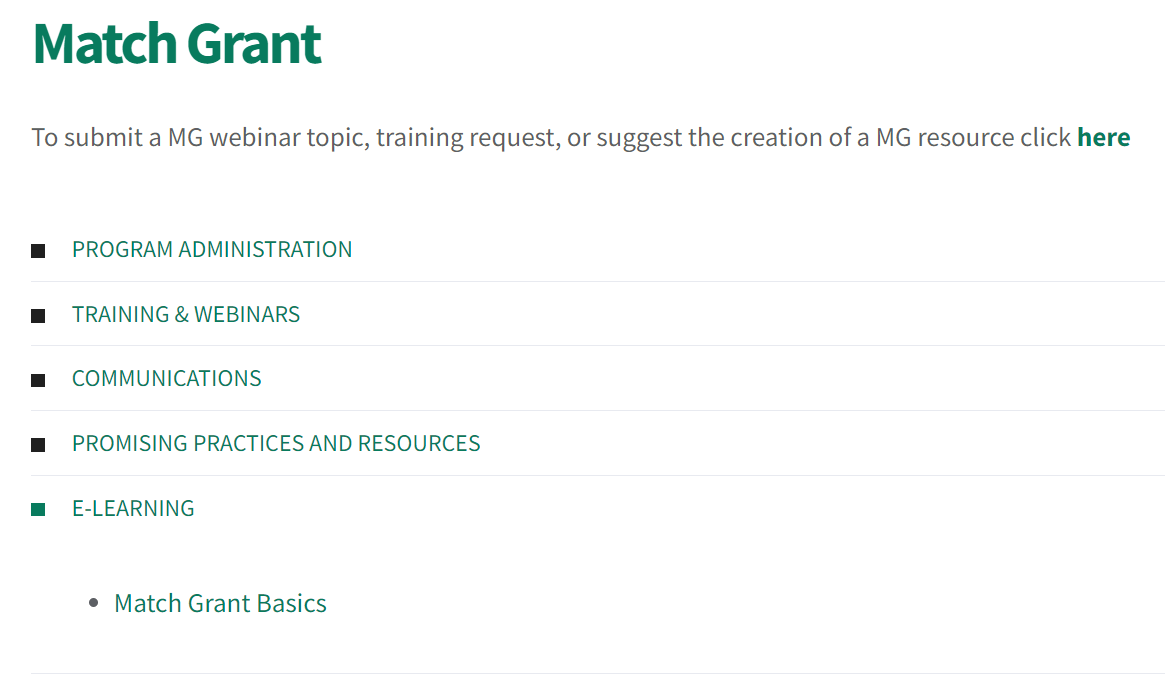 Match Grant
To submit a MG webinar topic, training request, or suggest the creation of a MG resource click here
PROGRAM ADMINISTRATION
TRAINING & WEBINARS
COMMUNICATIONS
PROMISING PRACTICES AND RESOURCES
E-LEARNING
Match Grant Basics